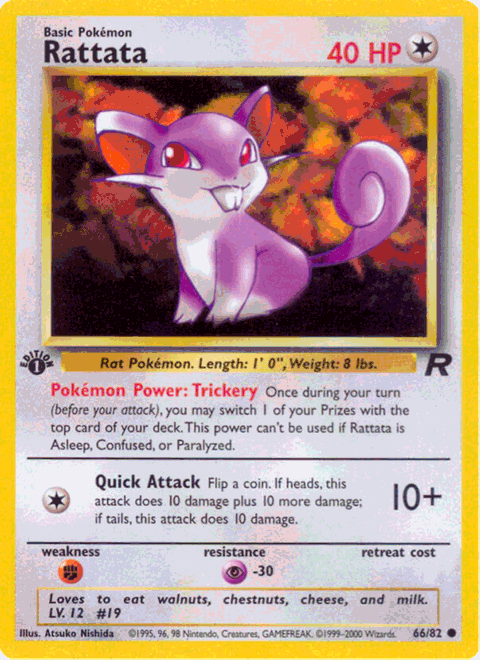 Basic Pokémon
Rattata 40 HP
EDITION
1
Rat Pokémon. Length: 1' 0", Weight: 8 lbs.
R
Pokémon Power: Trickery Once during your turn
(before your attack), you may switch 1 of your Prizes with the
top card of your deck. This power can't be used if Rattata is
Asleep, Confused, or Paralyzed.
Quick Attack Flip a coin. If heads, this
attack does 10 damage plus 10 more damage;
if tails, this attack does 10 damage.
10+
weakness resistance retreat cost
-30
Loves to eat walnuts, chestnuts, cheese, and milk.
LV. 12 #19
Illus. Atsuko Nishida ©1995, 96, 98 Nintendo, Creatures, GAMEFREAK. ©1999-2000 Wizards. 66/82